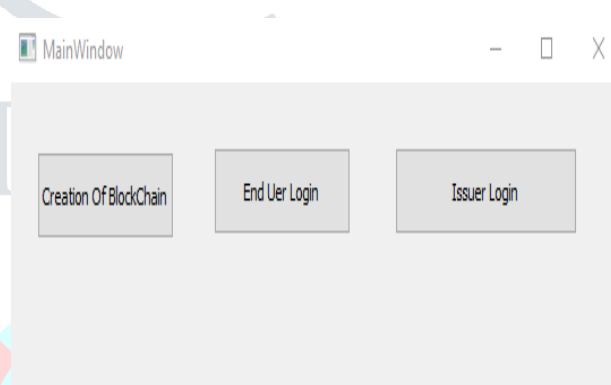 MainWindow
Creation Of BlockChain
End Uer Login
Issuer Login